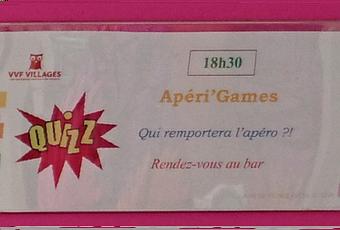 18h30
VVF VILLAGES
Apéri'Games
QUIZZ
Qui remportera l'apéro ?!
Rendez-vous au bar